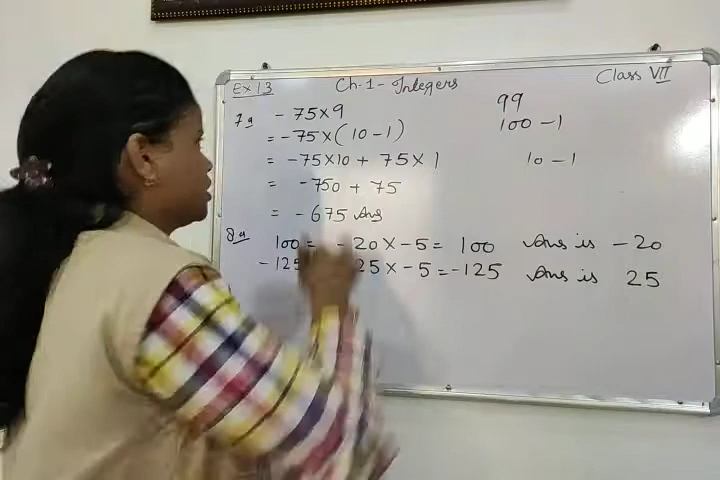 Ex 1.3 Ch-1- Integers Class VII
7 a - 75×9 99
= -75×(10-1) 100 -1
= -75×10 + 75×1 10 -1
= -750 + 75
= - 675 Ans
8 a 100 = - 20 × -5 = 100 Ans is - 20
-125 25 × -5 = -125 Ans is 25